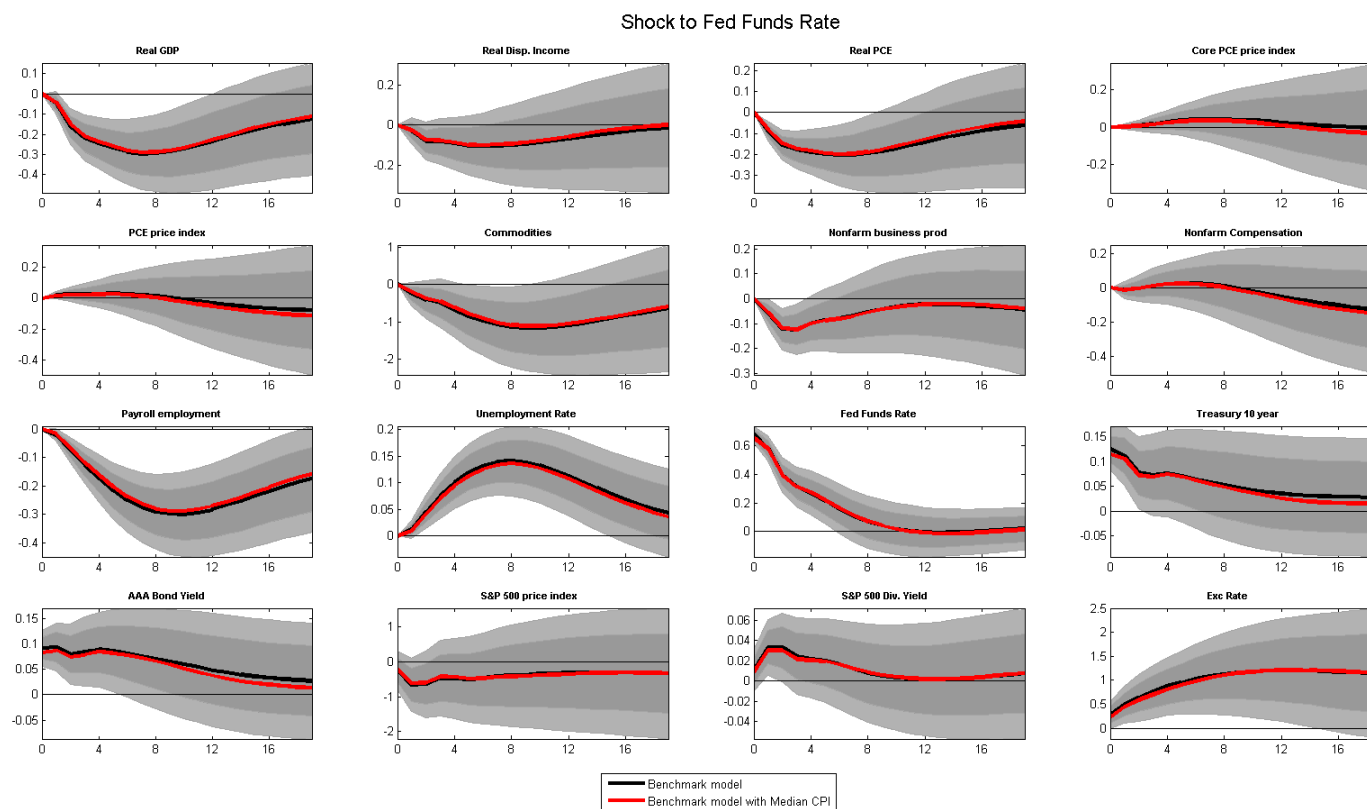 Shock to Fed Funds Rate
Real GDP
0.1
0
-0.1
-0.2
-0.3
-0.4
0 4 8 12 16
Real Disp. Income
0.2
0
-0.2
0 4 8 12 16
Real PCE
0.2
0.1
0
-0.1
-0.2
-0.3
0 4 8 12 16
Core PCE price index
0.2
0
-0.2
0 4 8 12 16
PCE price index
0.2
0
-0.2
-0.4
0 4 8 12 16
Commodities
1
0
-1
-2
0 4 8 12 16
Nonfarm business prod
0.2
0.1
0
-0.1
-0.2
-0.3
0 4 8 12 16
Nonfarm Compensation
0.2
0
-0.2
-0.4
0 4 8 12 16
Payroll employment
0
-0.1
-0.2
-0.3
-0.4
0 4 8 12 16
Unemployment Rate
0.2
0.15
0.1
0.05
0
0 4 8 12 16
Fed Funds Rate
0.6
0.4
0.2
0
0 4 8 12 16
Treasury 10 year
0.15
0.1
0.05
0
-0.05
0 4 8 12 16
AAA Bond Yield
0.15
0.1
0.05
0
-0.05
0 4 8 12 16
S&P 500 price index
1
0
-1
-2
0 4 8 12 16
S&P 500 Div. Yield
0.06
0.04
0.02
0
-0.02
-0.04
0 4 8 12 16
Exc Rate
2.5
2
1.5
1
0.5
0
0 4 8 12 16
Benchmark model
Benchmark model with Median CPI